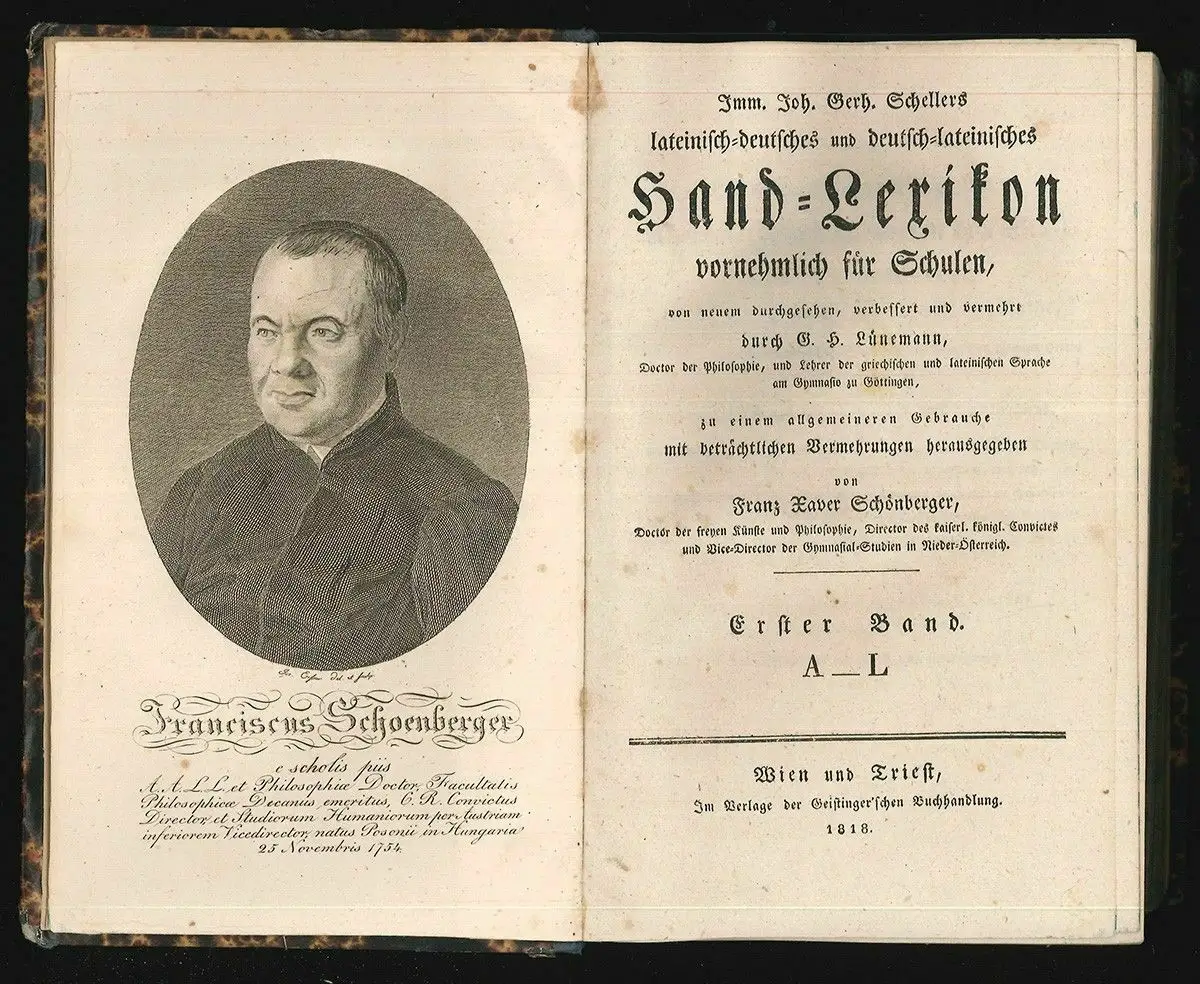 Franciscus Schoenberger
e scholis piis
A.A.L.L. et Philosophiæ Doctor, Facultatis
Philosophicæ Decanus emeritus, C. R. Convictus
Director, et Studiorum Humaniorum per Austriam
inferiorem Vicedirector, natus Posonii in Hungaria
25 Novembris 1754.
Imm. Joh. Gerh. Schellers
lateinisch=deutsches und deutsch=lateinisches
Hand=Lexikon
vornehmlich für Schulen,
von neuem durchgesehen, verbessert und vermehrt
durch G. H. Lünemann,
Doctor der Philosophie, und Lehrer der griechischen und lateinischen Sprache
am Gymnasio zu Göttingen,
zu einem allgemeineren Gebrauche
mit beträchtlichen Vermehrungen herausgegeben
von
Franz Xaver Schönberger,
Doctor der freyen Künste und Philosophie, Director des kaiserl. königl. Convictes
und Vice=Director der Gymnasial=Studien in Nieder=Österreich.
Erster Band.
A — L
Wien und Triest,
Im Verlage der Geistinger'schen Buchhandlung.
1818.